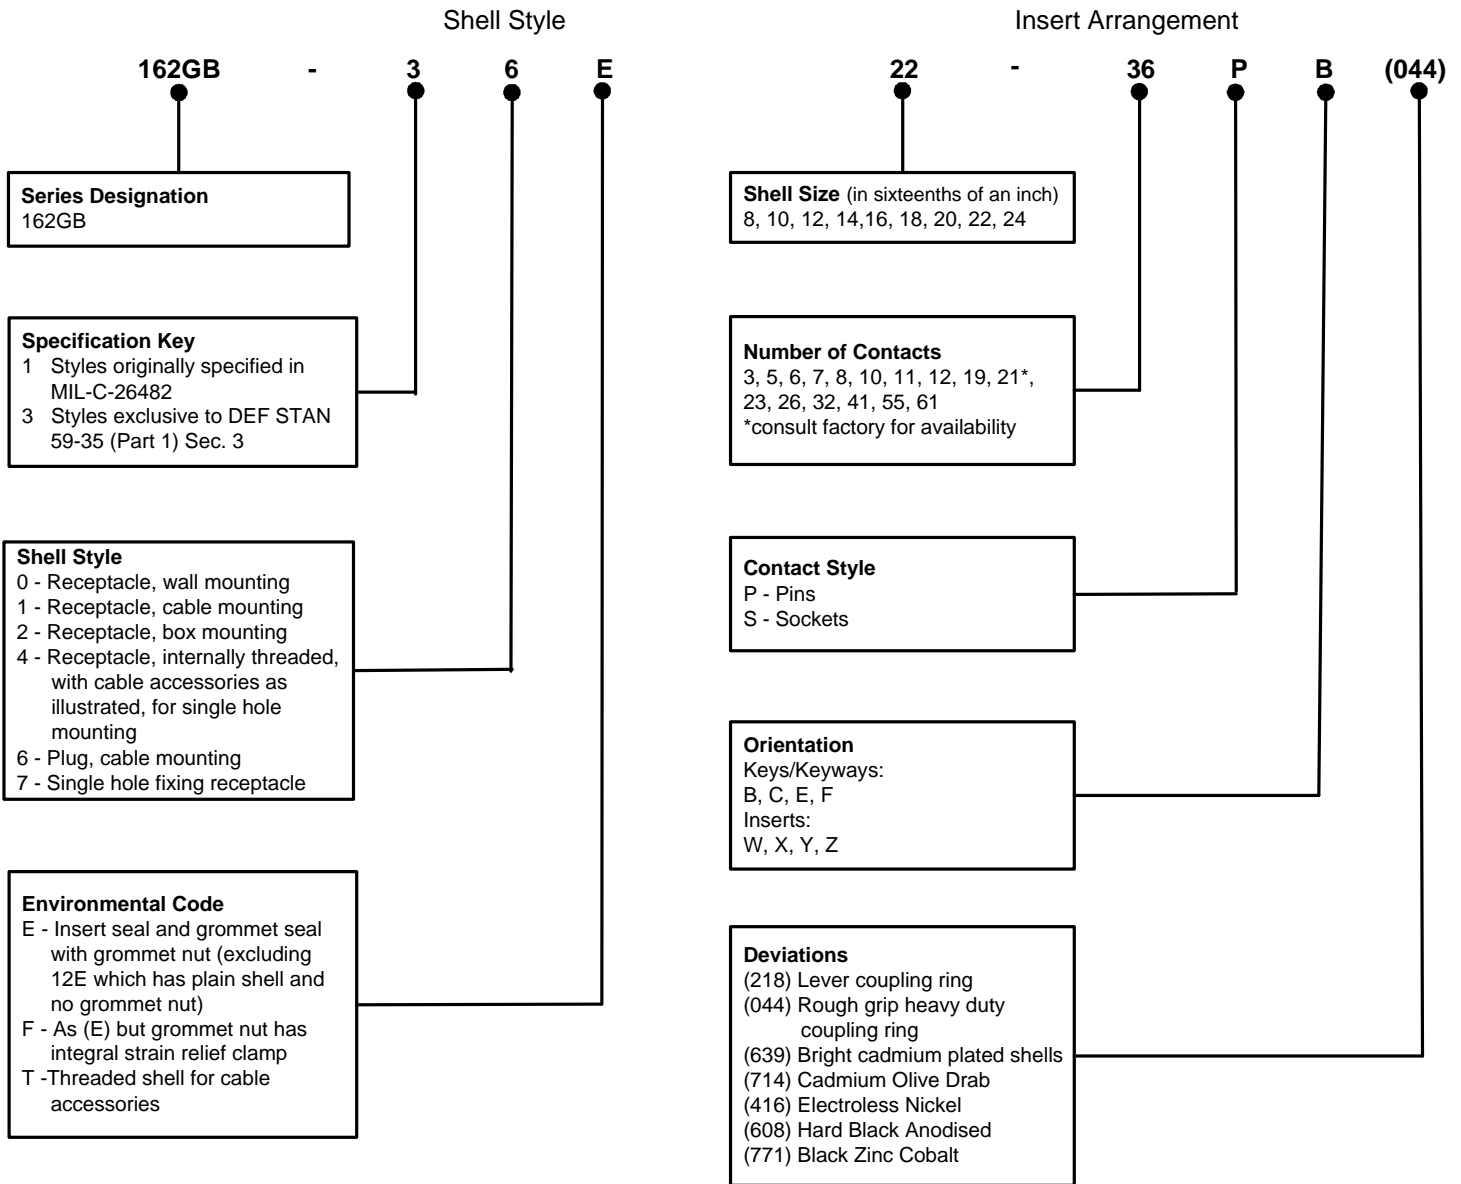 Shell Style
Insert Arrangement
162GB - 3 6 E 22 - 36 P B (044)
Series Designation
162GB
Specification Key
1 Styles originally specified in
MIL-C-26482
3 Styles exclusive to DEF STAN
59-35 (Part 1) Sec. 3
Shell Style
0 - Receptacle, wall mounting
1 - Receptacle, cable mounting
2 - Receptacle, box mounting
4 - Receptacle, internally threaded,
with cable accessories as
illustrated, for single hole
mounting
6 - Plug, cable mounting
7 - Single hole fixing receptacle
Environmental Code
E - Insert seal and grommet seal
with grommet nut (excluding
12E which has plain shell and
no grommet nut)
F - As (E) but grommet nut has
integral strain relief clamp
T -Threaded shell for cable
accessories
Shell Size (in sixteenths of an inch)
8, 10, 12, 14,16, 18, 20, 22, 24
Number of Contacts
3, 5, 6, 7, 8, 10, 11, 12, 19, 21*,
23, 26, 32, 41, 55, 61
*consult factory for availability
Contact Style
P - Pins
S - Sockets
Orientation
Keys/Keyways:
B, C, E, F
Inserts:
W, X, Y, Z
Deviations
(218) Lever coupling ring
(044) Rough grip heavy duty
coupling ring
(639) Bright cadmium plated shells
(714) Cadmium Olive Drab
(416) Electroless Nickel
(608) Hard Black Anodised
(771) Black Zinc Cobalt